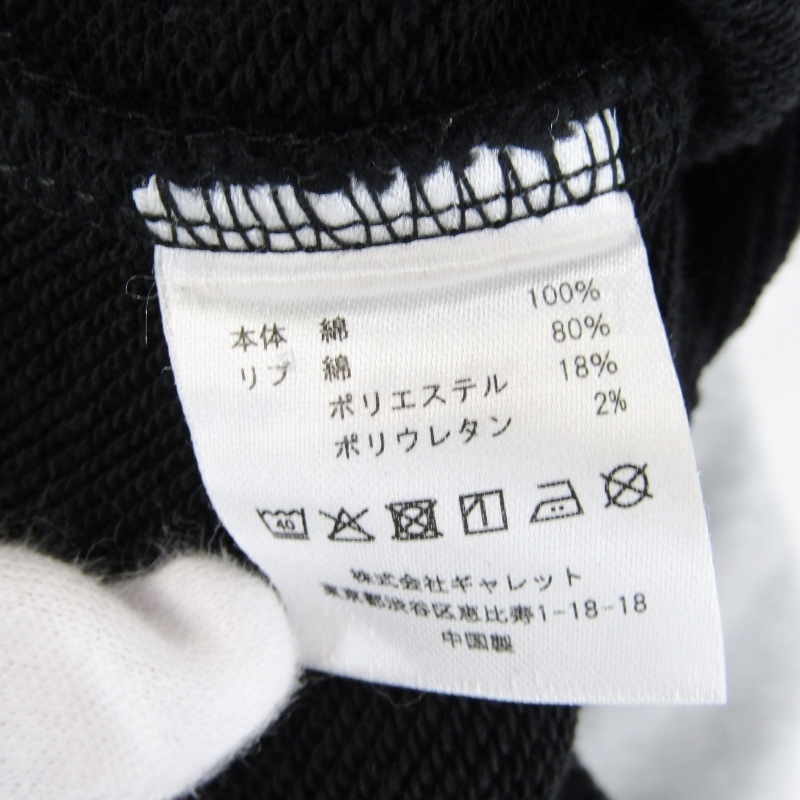 本体 綿 100%
リブ 綿 80%
ポリエステル 18%
ポリウレタン 2%
40
株式会社ギャレット
東京都渋谷区恵比寿1-18-18
中国製